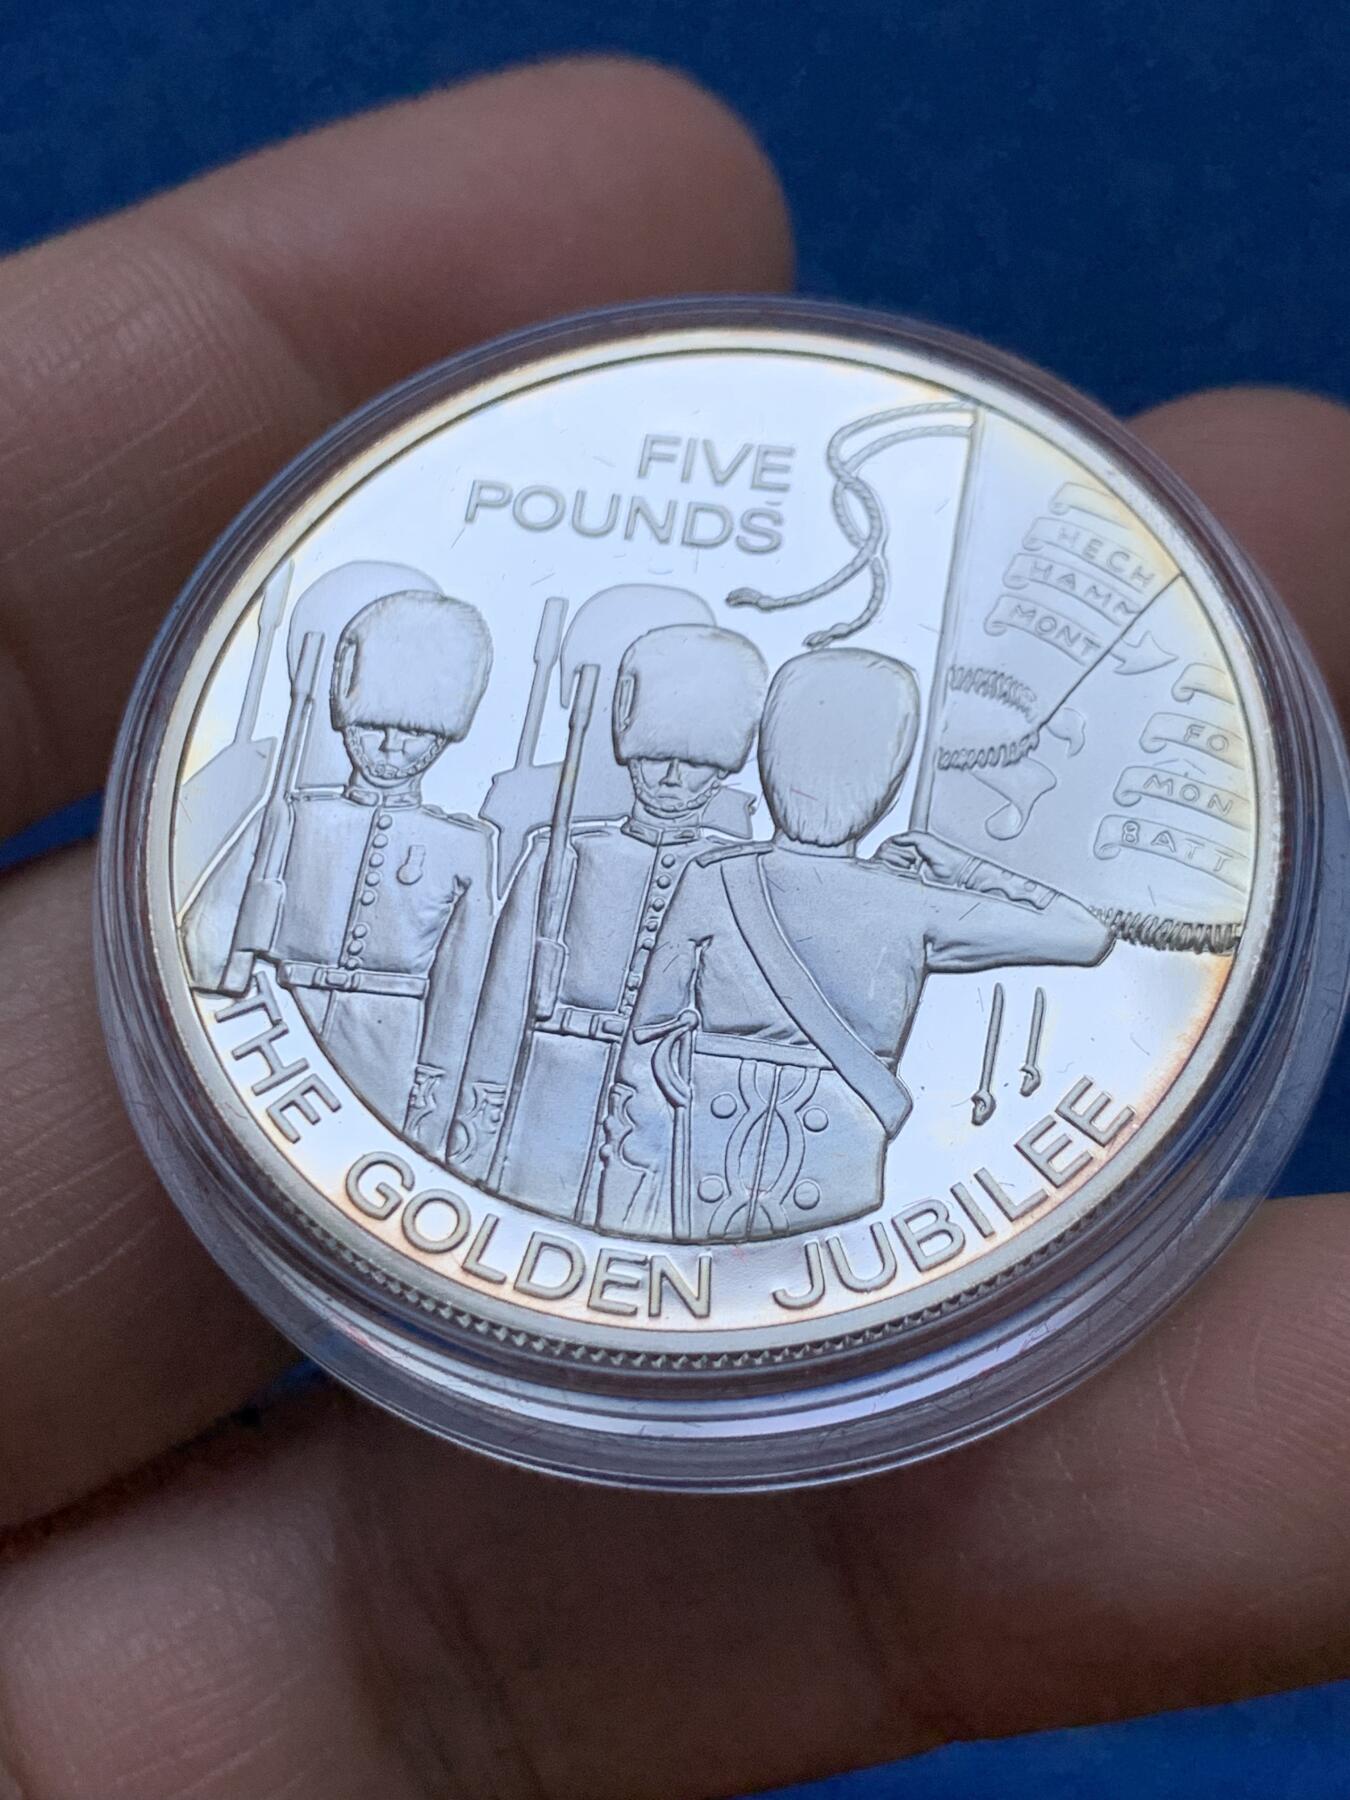 FIVE
POUNDS
HECH
HAMM
MONT
FO
MON
BATT
THE GOLDEN JUBILEE